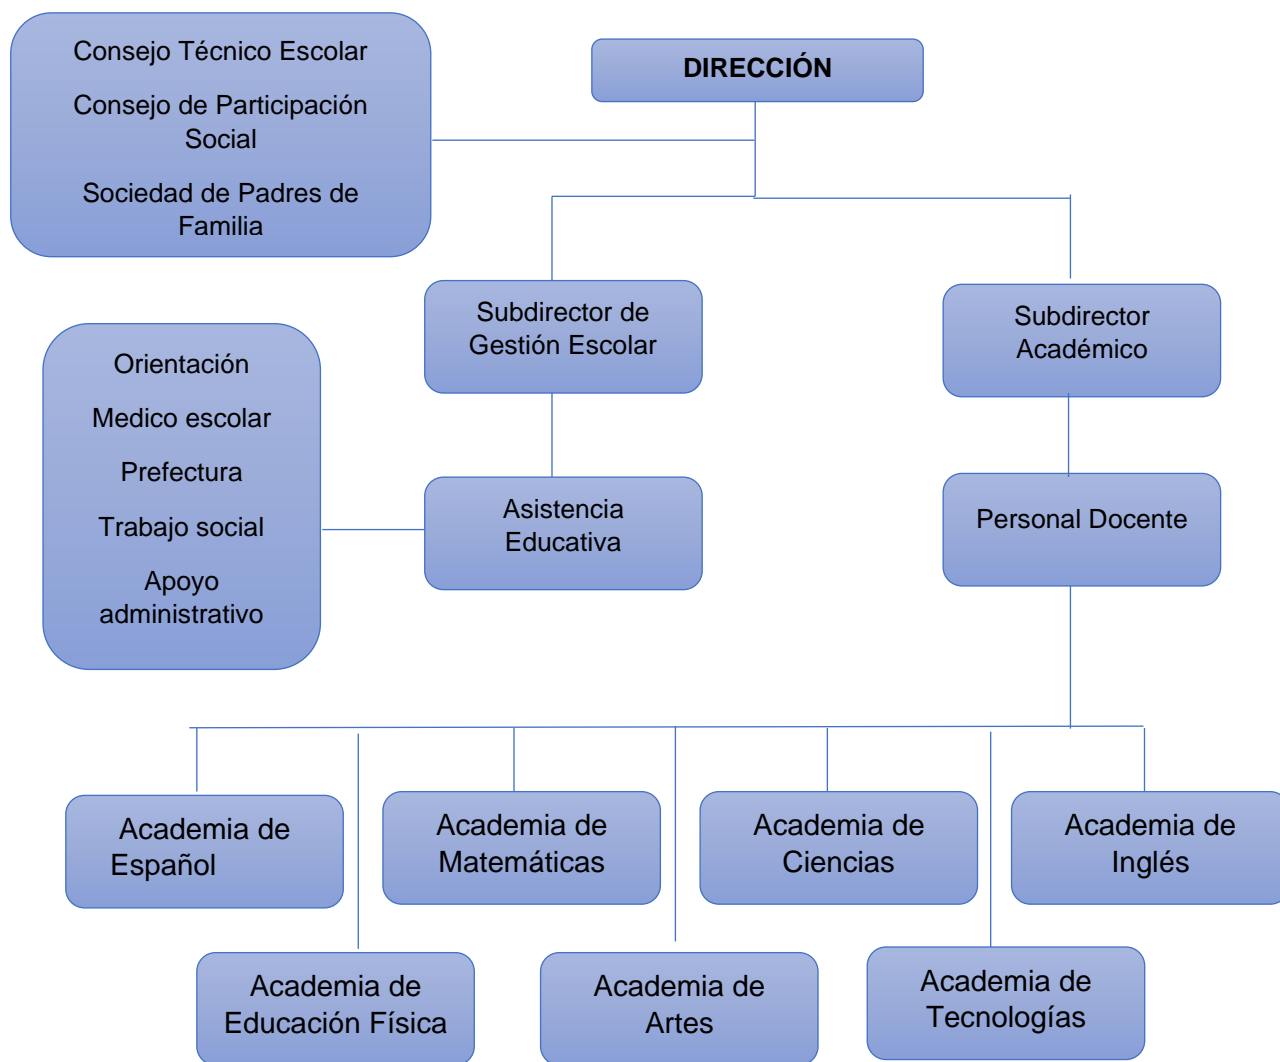 Consejo Técnico Escolar
Consejo de Participación
Social
Sociedad de Padres de
Familia
DIRECCIÓN
Subdirector de
Gestión Escolar
Subdirector
Académico
Orientación
Medico escolar
Prefectura
Trabajo social
Apoyo
administrativo
Asistencia
Educativa
Personal Docente
Academia de
Español
Academia de
Matemáticas
Academia de
Ciencias
Academia de
Inglés
Academia de
Educación Física
Academia de
Artes
Academia de
Tecnologías